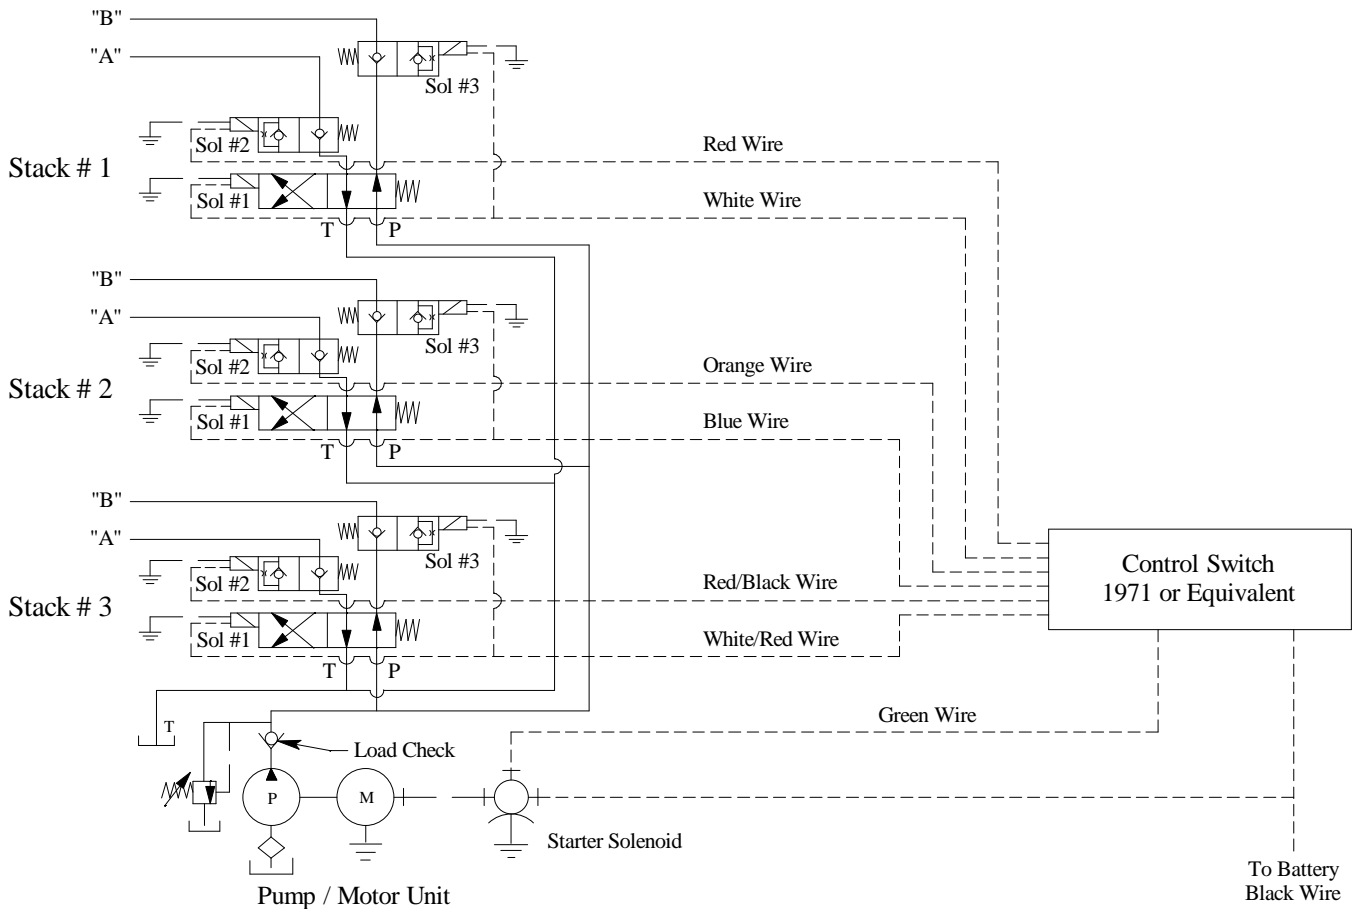 "B"
"A"
Sol #3
Sol #2
Red Wire
Stack # 1
Sol #1
White Wire
T
P
"B"
"A"
Sol #3
Sol #2
Orange Wire
Stack # 2
Sol #1
Blue Wire
T
P
"B"
"A"
Sol #3
Sol #2
Red/Black Wire
Stack # 3
Sol #1
White/Red Wire
T
P
Control Switch
1971 or Equivalent
T
Green Wire
Load Check
P
M
Starter Solenoid
To Battery
Black Wire
Pump / Motor Unit